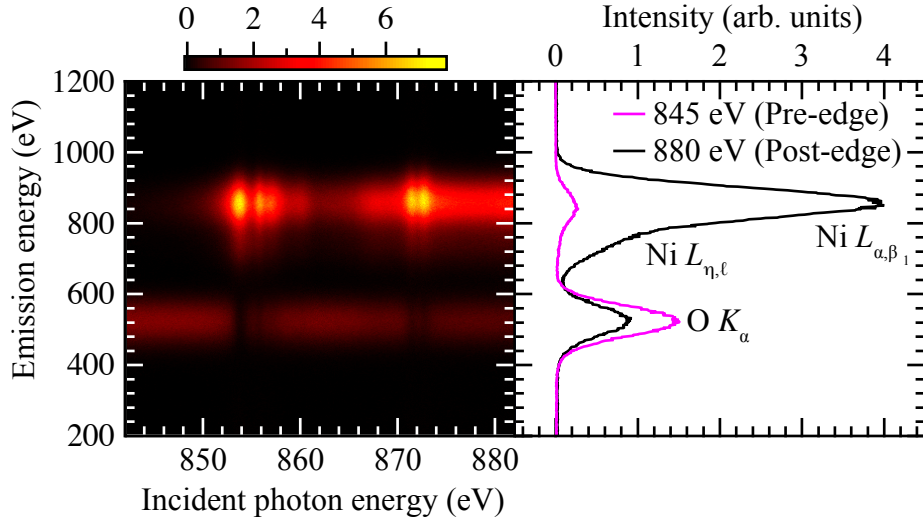 0 2 4 6
Intensity (arb. units)
0 1 2 3 4
1200
1000
800
600
400
200
Emission energy (eV)
850 860 870 880
Incident photon energy (eV)
845 eV (Pre-edge)
880 eV (Post-edge)
Ni Lη,ℓ
Ni Lα,β1
O Kα